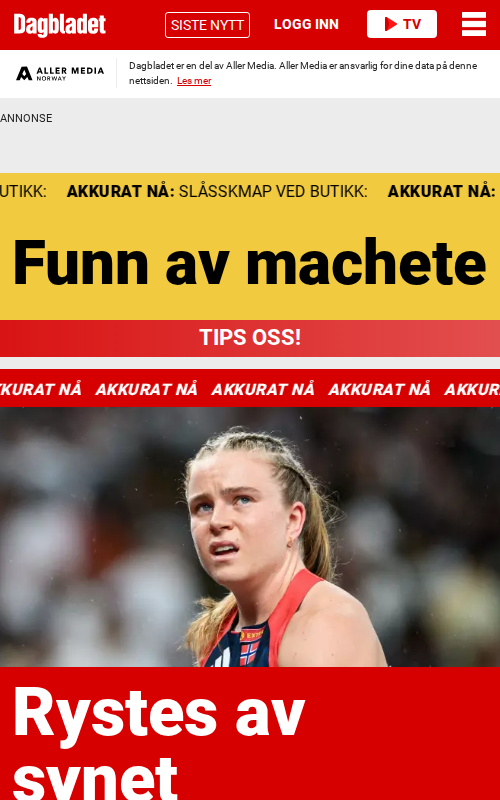 Dagbladet
SISTE NYTT
LOGG INN
TV
ALLER MEDIA
NORWAY
Dagbladet er en del av Aller Media. Aller Media er ansvarlig for dine data på denne
nettsiden. Les mer
ANNONSE
UTIKK: AKKURAT NÅ: SLÅSSKMAP VED BUTIKK: AKKURAT NÅ:
Funn av machete
TIPS OSS!
KURAT NÅ AKKURAT NÅ AKKURAT NÅ AKKURAT NÅ AKKUR
Rystes av
synet